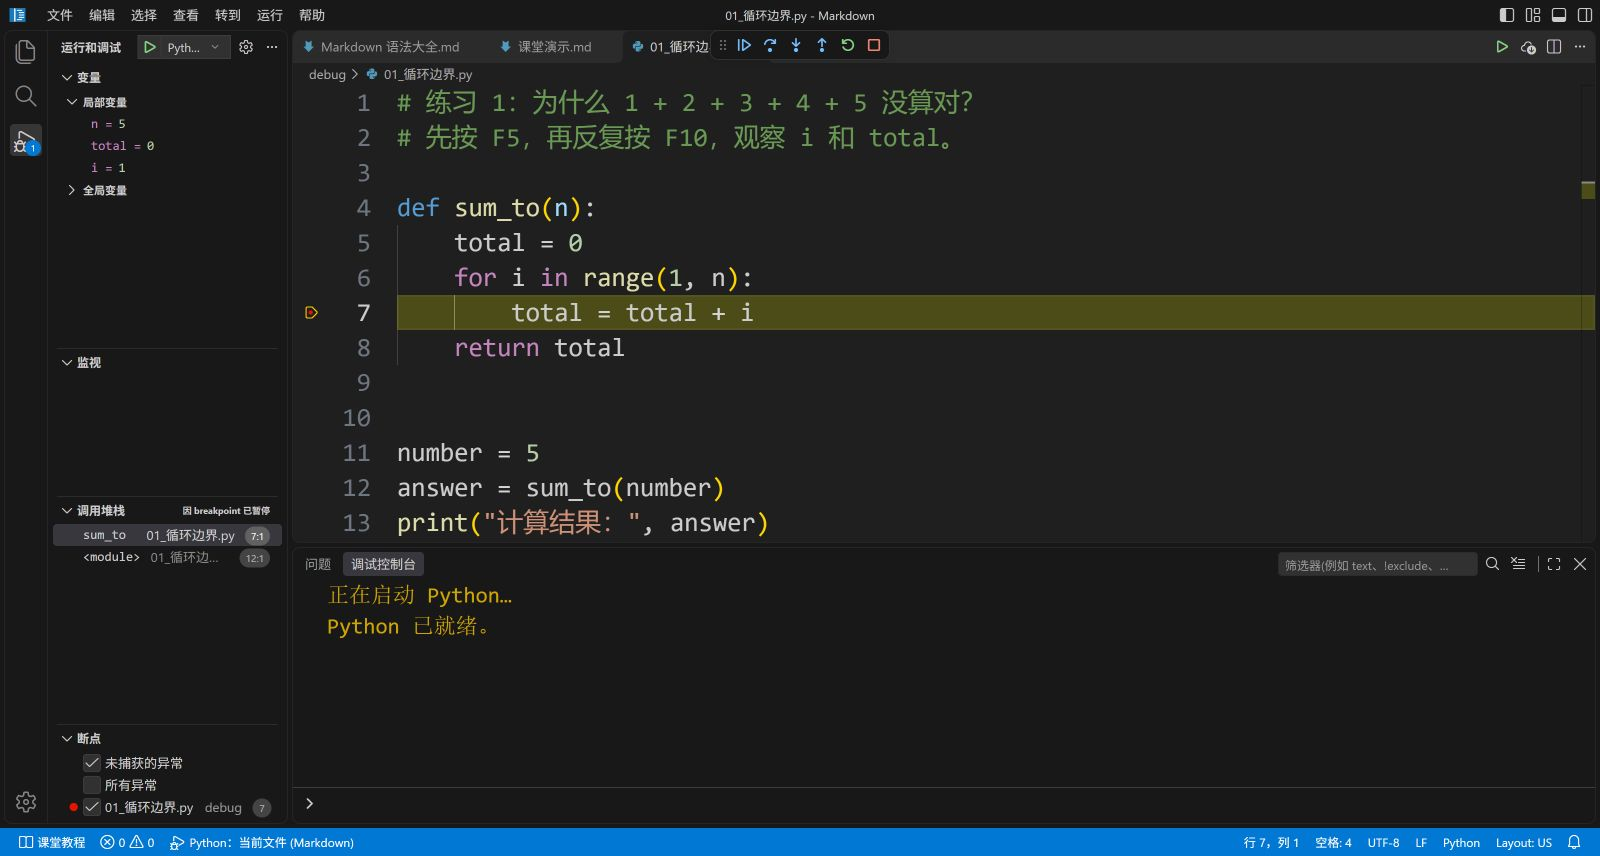 文件 编辑 选择 查看 转到 运行 帮助
01_循环边界.py - Markdown
运行和调试 Pyth...
变量
局部变量
n = 5
total = 0
i = 1
全局变量
监视
调用堆栈 因 breakpoint 已暂停
sum_to 01_循环边界.py 7:1
<module> 01_循环边... 12:1
断点
未捕获的异常
所有异常
01_循环边界.py debug 7
1
Markdown 语法大全.md 课堂演示.md 01_循环边
debug > 01_循环边界.py
1 # 练习 1：为什么 1 + 2 + 3 + 4 + 5 没算对？
2 # 先按 F5，再反复按 F10，观察 i 和 total。
3
4 def sum_to(n):
5 total = 0
6 for i in range(1, n):
7 total = total + i
8 return total
9
10
11 number = 5
12 answer = sum_to(number)
13 print("计算结果：", answer)
问题 调试控制台 筛选器(例如 text、!exclude、...
正在启动 Python…
Python 已就绪。
课堂教程 0 0 Python：当前文件 (Markdown) 行 7，列 1 空格: 4 UTF-8 LF Python Layout: US